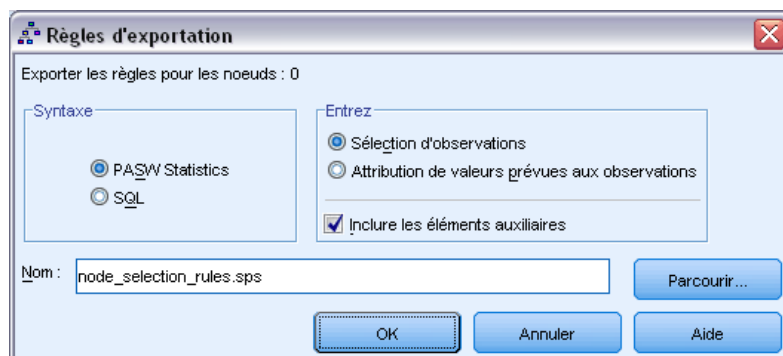 Règles d'exportation
Exporter les règles pour les noeuds : 0
Syntaxe
PASW Statistics
SQL
Entrez
Sélection d'observations
Attribution de valeurs prévues aux observations
Inclure les éléments auxiliaires
Nom : node_selection_rules.sps
Parcourir...
OK Annuler Aide